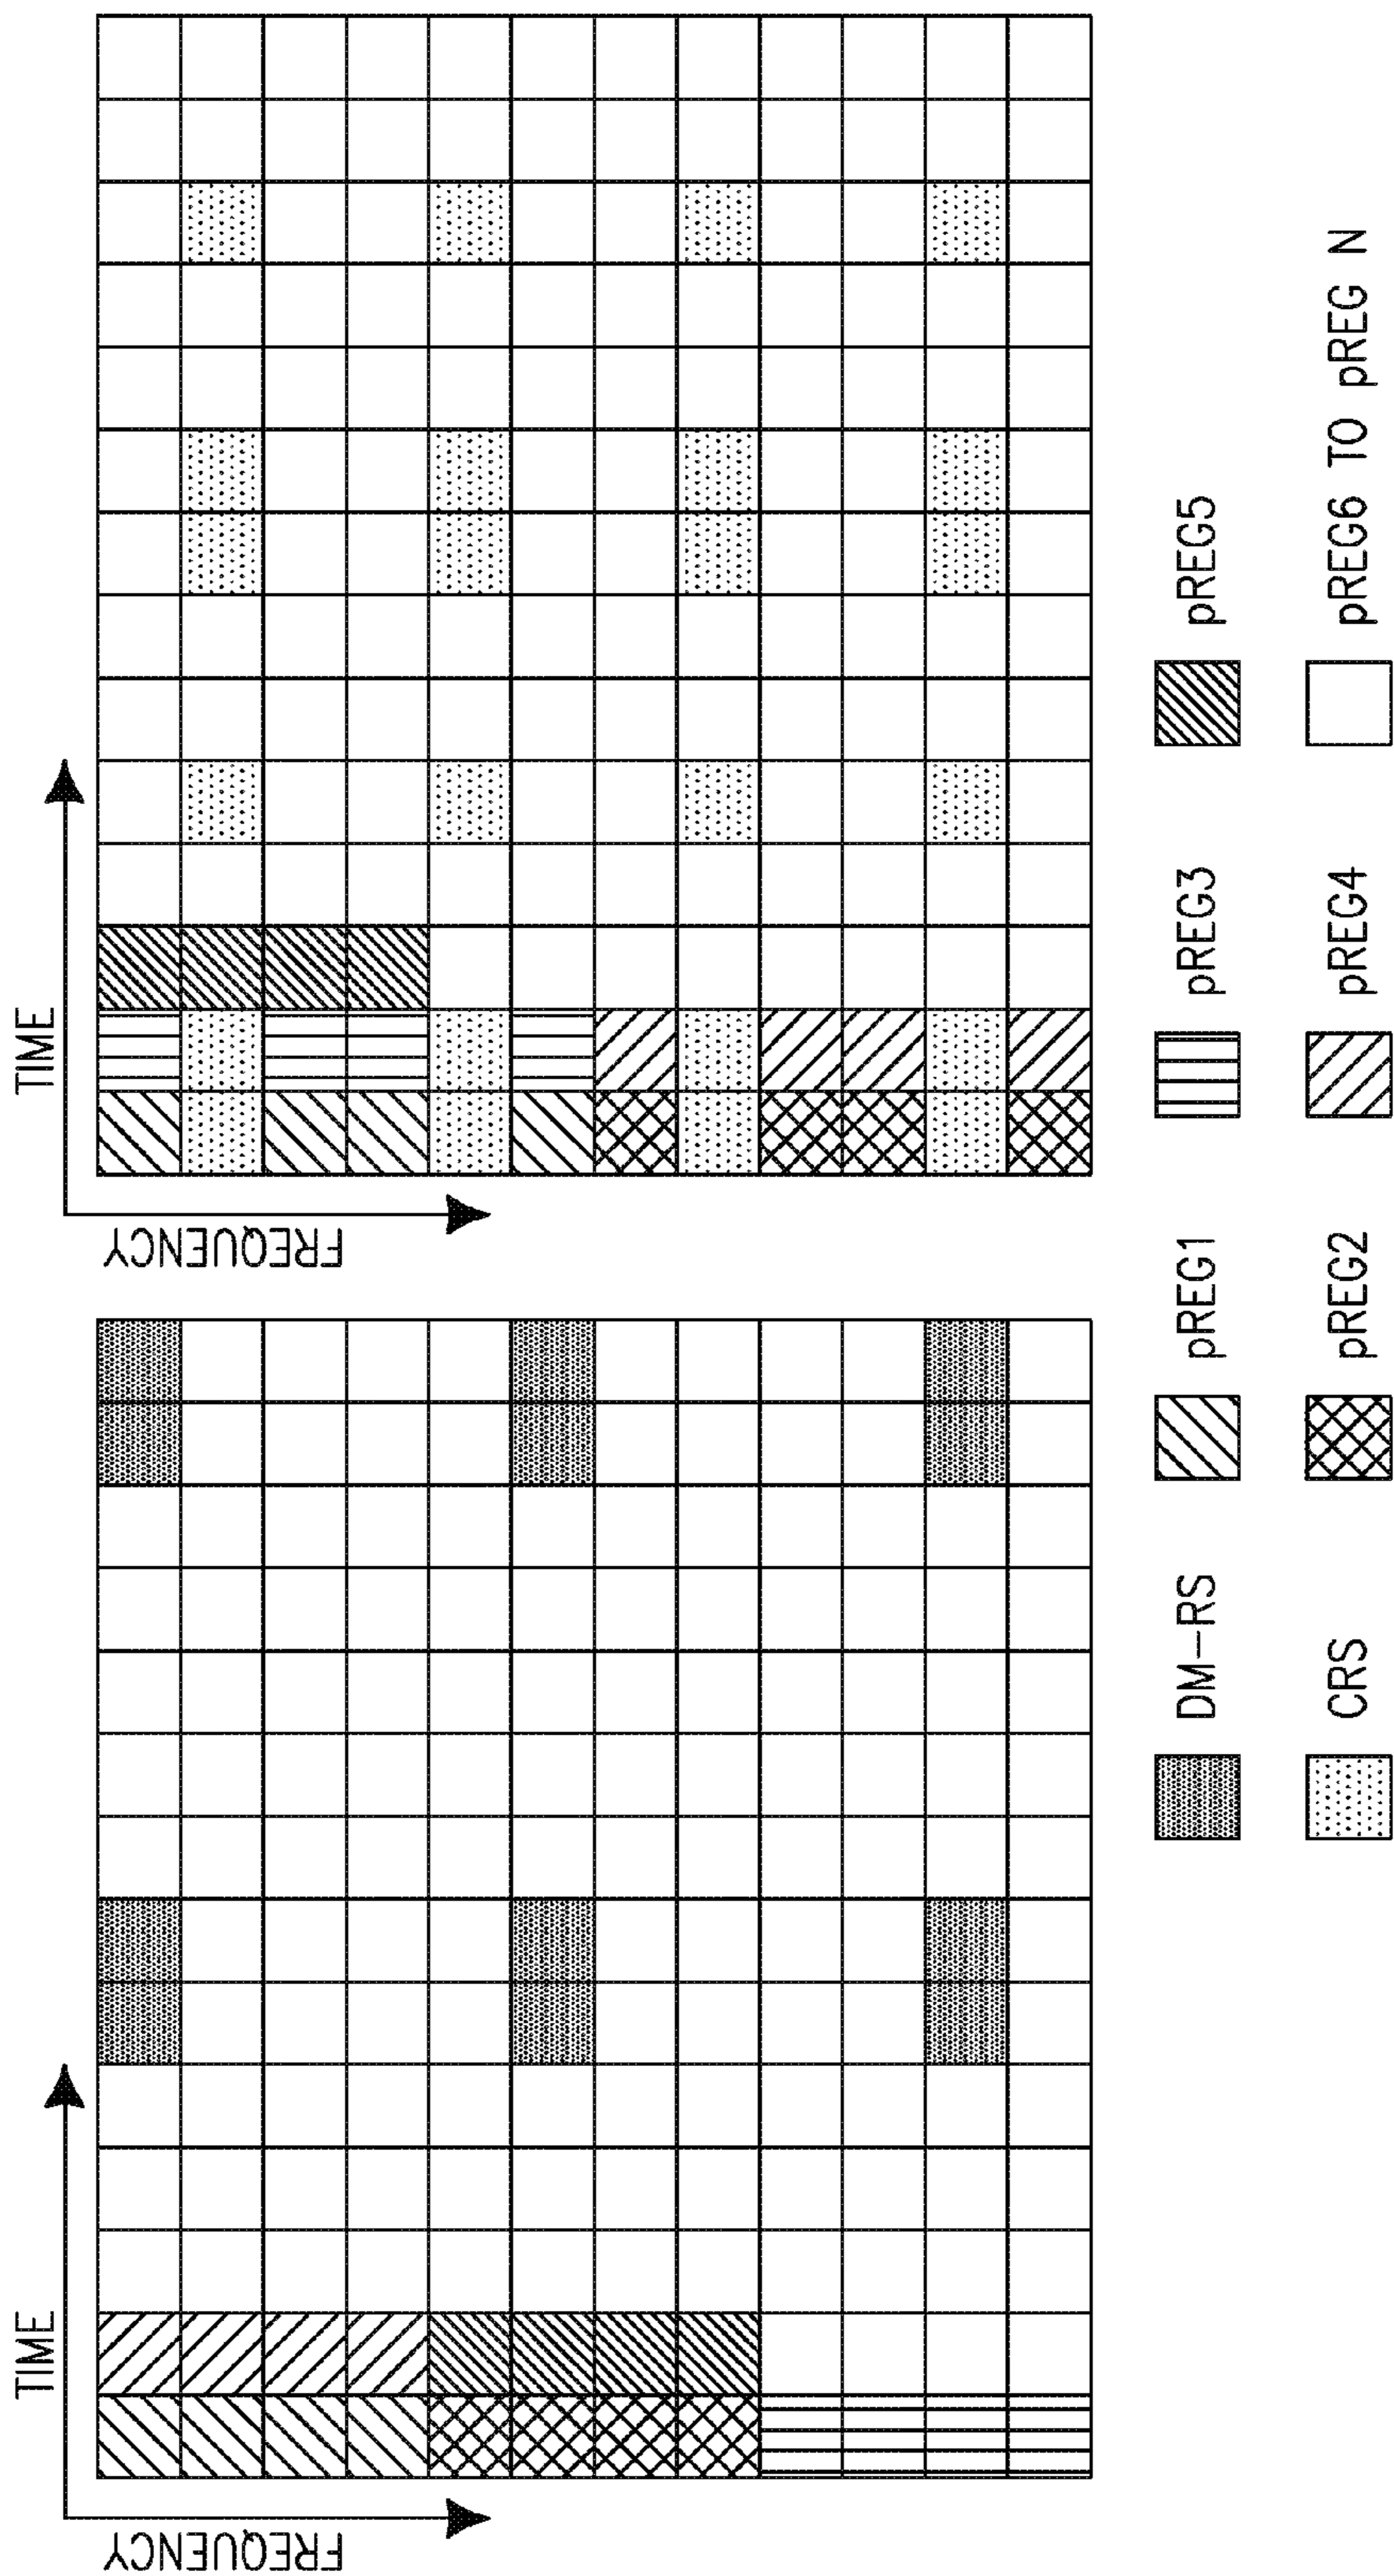 TIME
FREQUENCY
TIME
FREQUENCY
DM-RS
pREG1
pREG3
pREG5
CRS
pREG2
pREG4
pREG6 TO pREG N